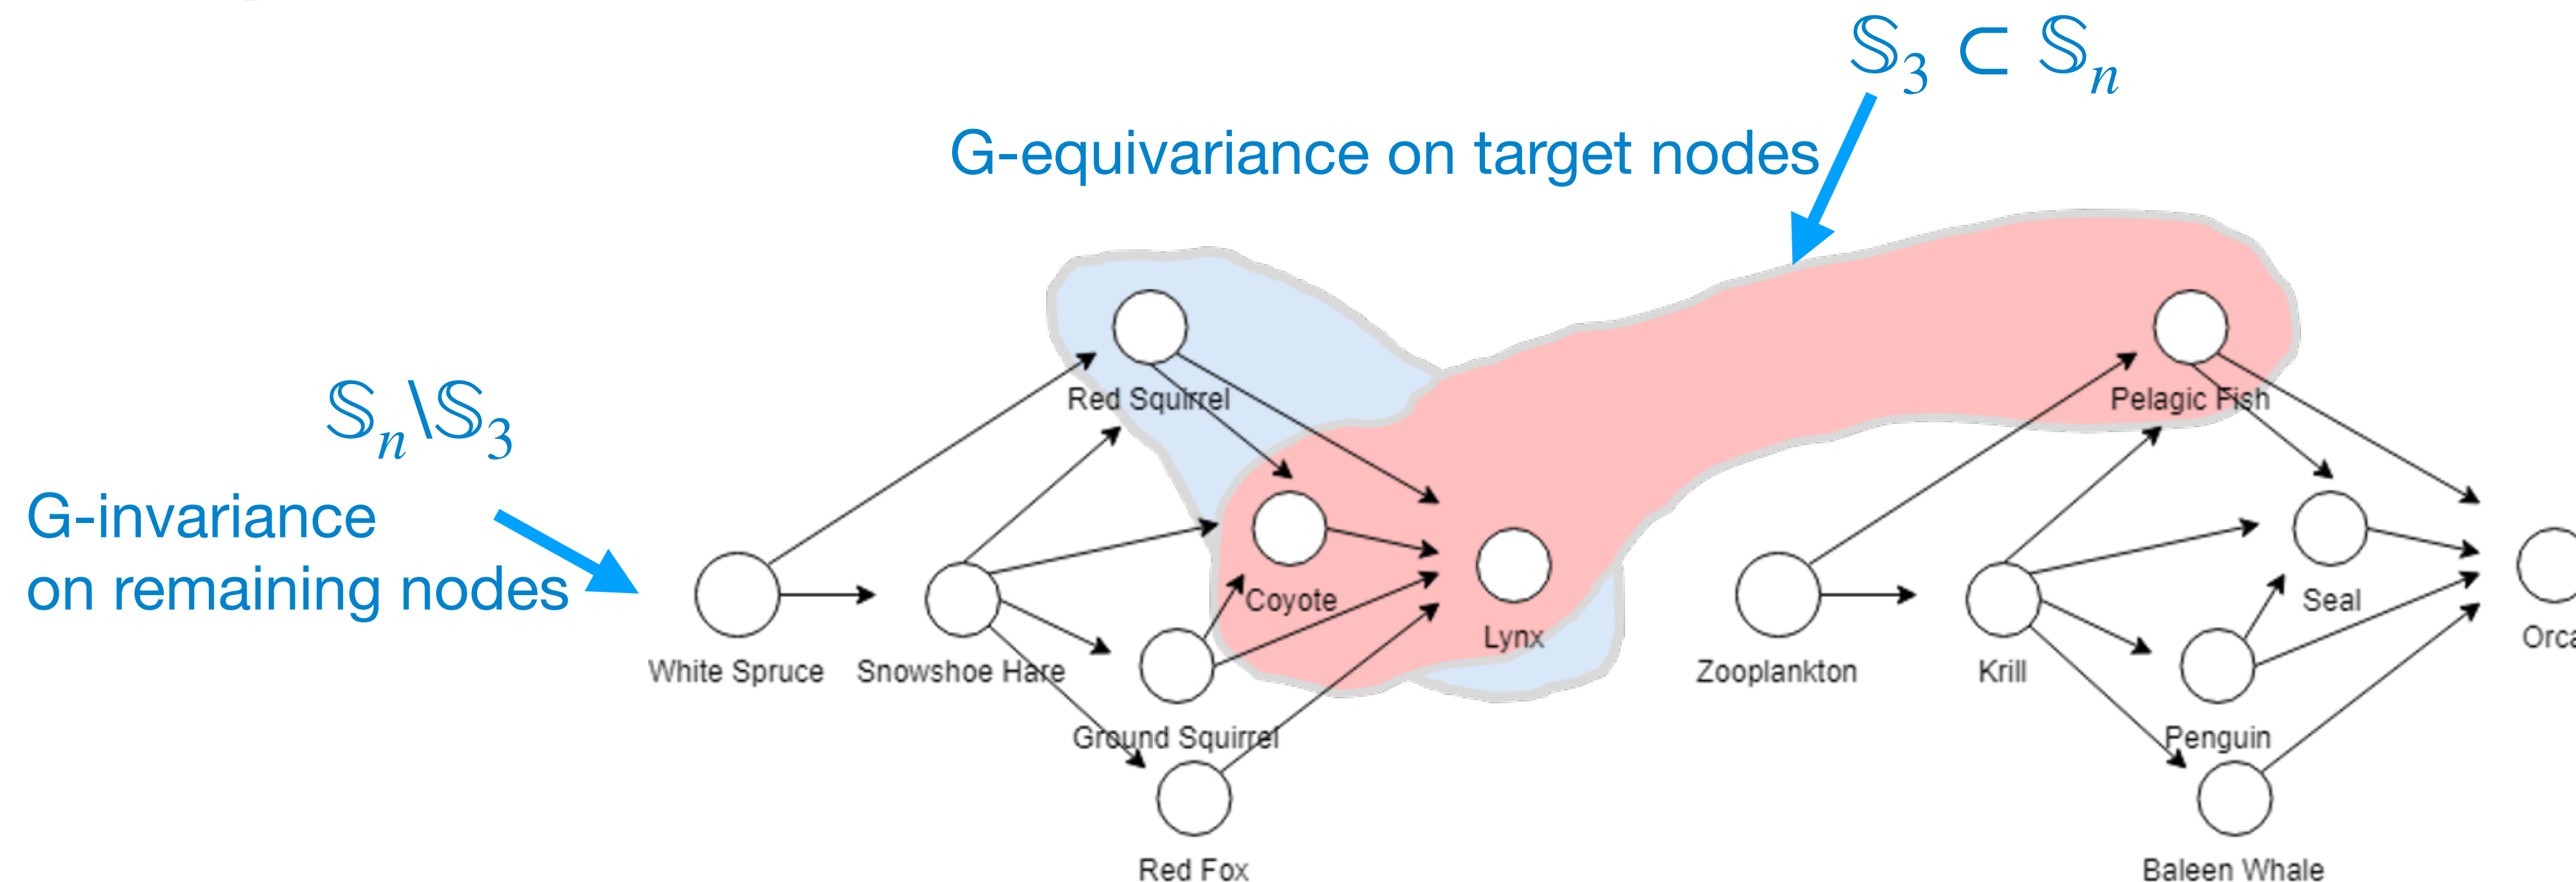 𝕊₃ ⊂ 𝕊ₙ
G-equivariance on target nodes
𝕊ₙ\𝕊₃
G-invariance
on remaining nodes
Red Squirrel
Pelagic Fish
Coyote
Seal
Lynx
Orca
White Spruce
Snowshoe Hare
Zooplankton
Krill
Ground Squirrel
Penguin
Red Fox
Baleen Whale